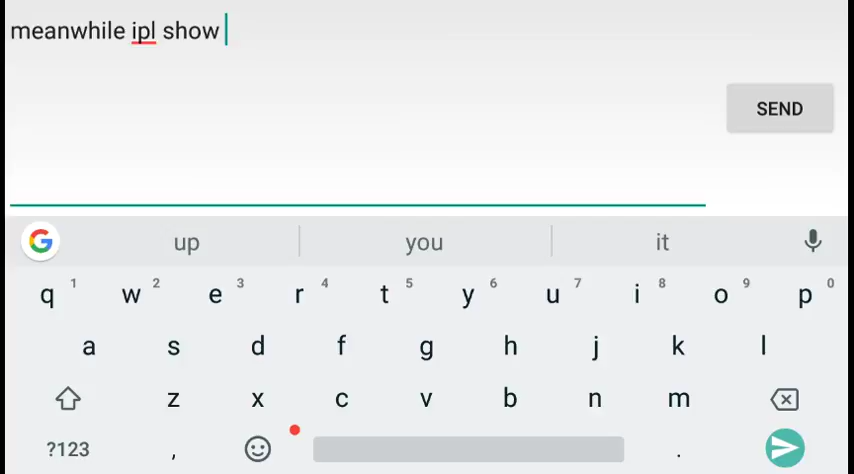 meanwhile ipl show
SEND
up you it
q 1 w 2 e 3 r 4 t 5 y 6 u 7 i 8 o 9 p 0
a s d f g h j k l
z x c v b n m
?123 , .